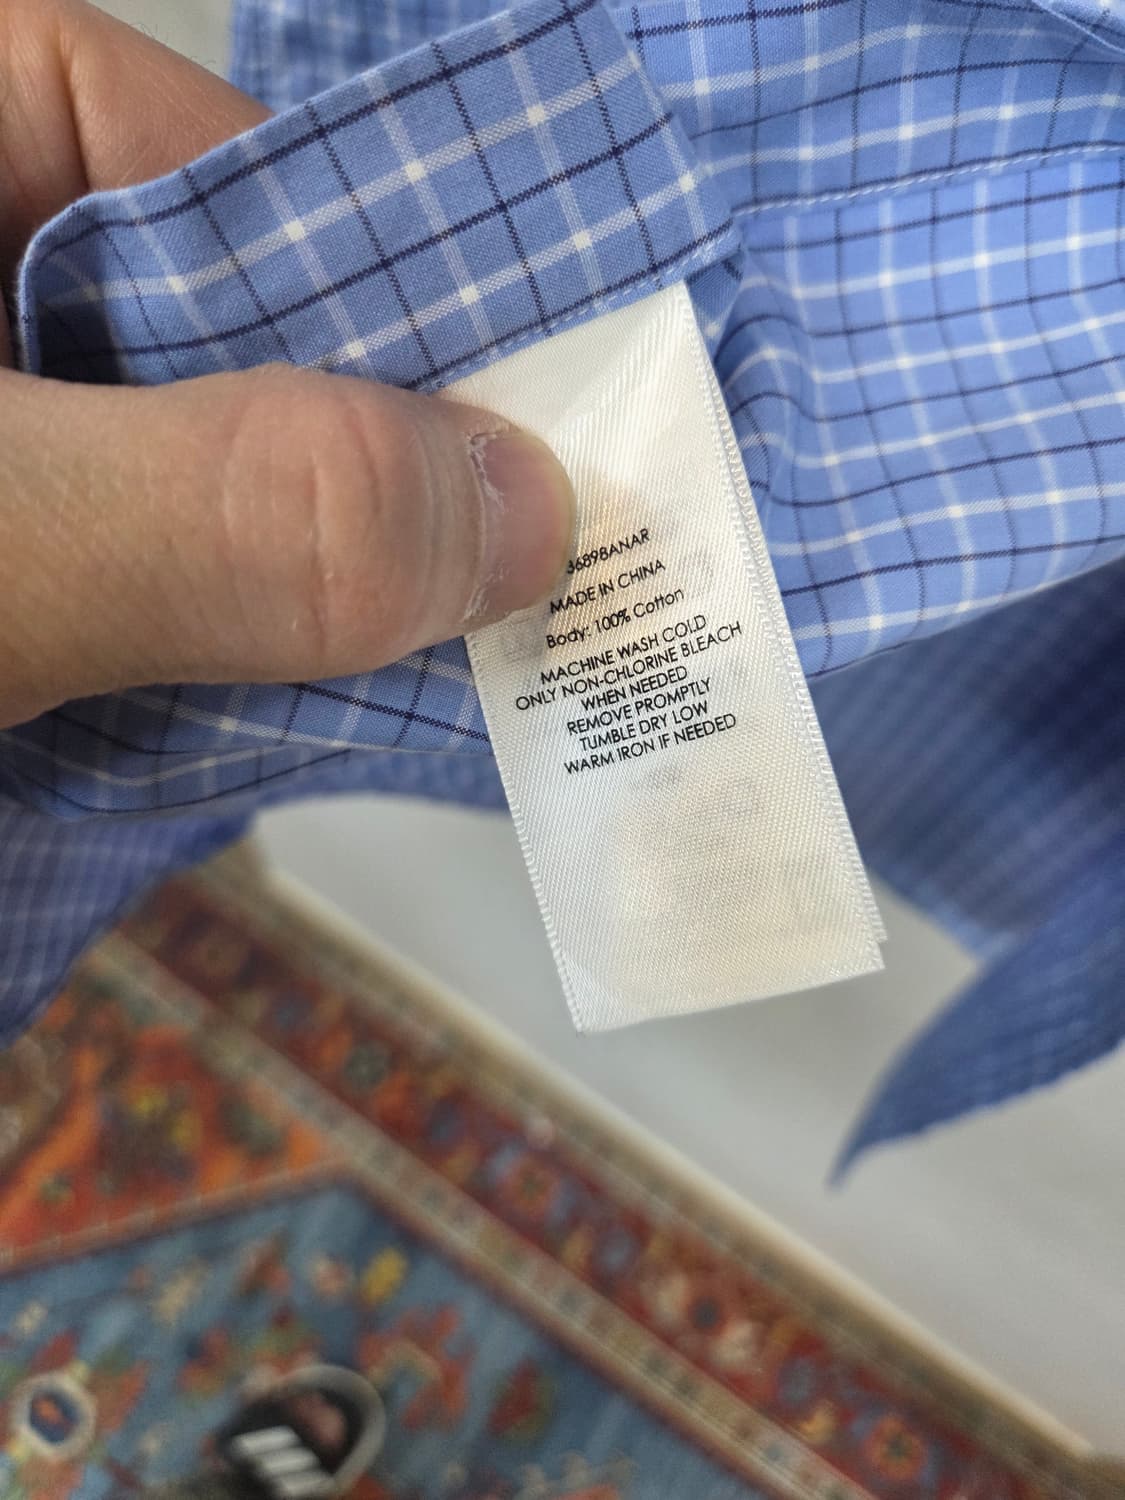 36898ANAR
MADE IN CHINA
Body: 100% Cotton
MACHINE WASH COLD
ONLY NON-CHLORINE BLEACH
WHEN NEEDED
REMOVE PROMPTLY
TUMBLE DRY LOW
WARM IRON IF NEEDED